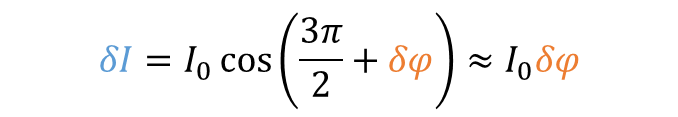 δI = I₀ cos(3π/2 + δφ) ≈ I₀δφ